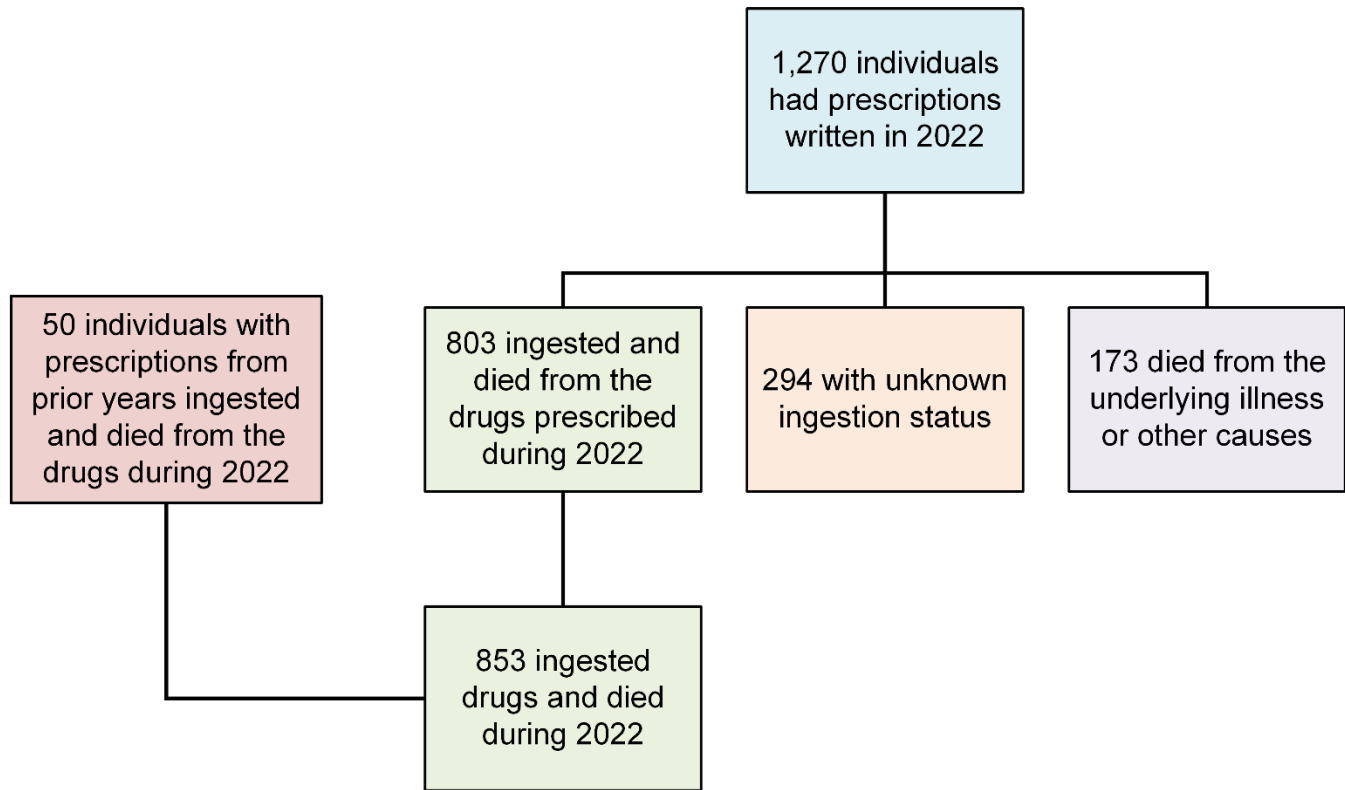 1,270 individuals
had prescriptions
written in 2022
50 individuals with
prescriptions from
prior years ingested
and died from the
drugs during 2022
803 ingested and
died from the
drugs prescribed
during 2022
294 with unknown
ingestion status
173 died from the
underlying illness
or other causes
853 ingested
drugs and died
during 2022